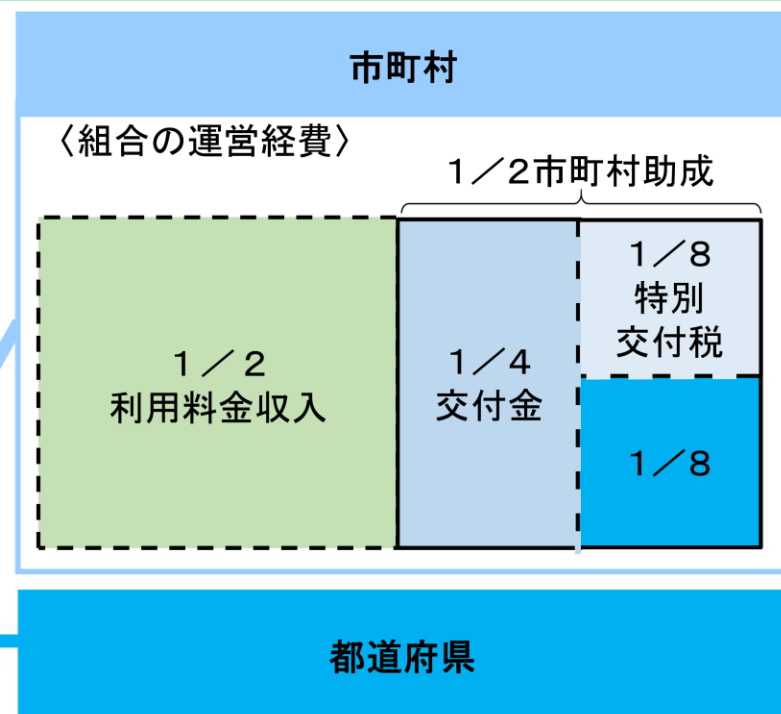 市町村
〈組合の運営経費〉
1／2市町村助成
1／2
利用料金収入
1／4
交付金
1／8
特別
交付税
1／8
都道府県